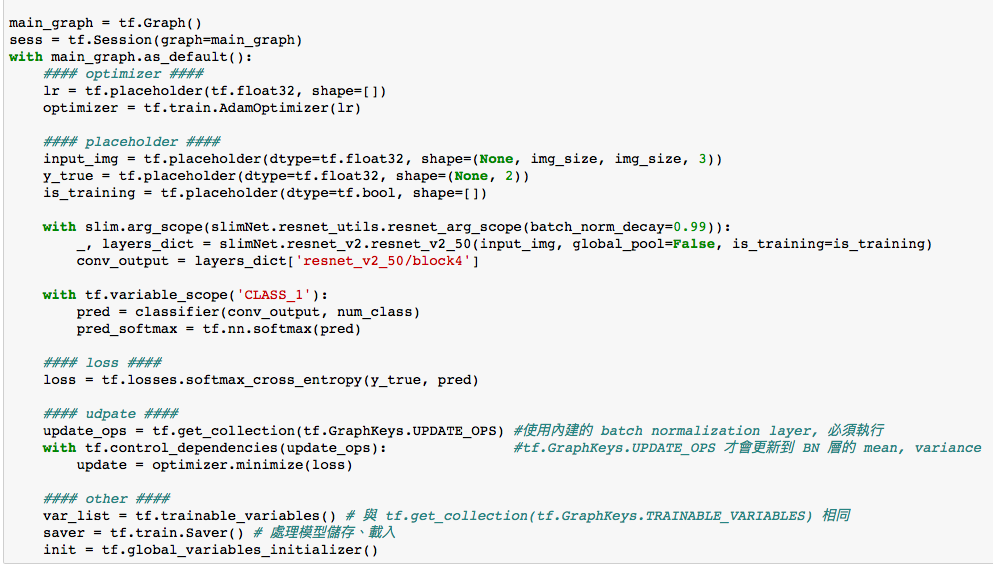 main_graph = tf.Graph()
sess = tf.Session(graph=main_graph)
with main_graph.as_default():
    #### optimizer ####
    lr = tf.placeholder(tf.float32, shape=[])
    optimizer = tf.train.AdamOptimizer(lr)

    #### placeholder ####
    input_img = tf.placeholder(dtype=tf.float32, shape=(None, img_size, img_size, 3))
    y_true = tf.placeholder(dtype=tf.float32, shape=(None, 2))
    is_training = tf.placeholder(dtype=tf.bool, shape=[])

    with slim.arg_scope(slimNet.resnet_utils.resnet_arg_scope(batch_norm_decay=0.99)):
        _, layers_dict = slimNet.resnet_v2.resnet_v2_50(input_img, global_pool=False, is_training=is_training)
        conv_output = layers_dict['resnet_v2_50/block4']

    with tf.variable_scope('CLASS_1'):
        pred = classifier(conv_output, num_class)
        pred_softmax = tf.nn.softmax(pred)

    #### loss ####
    loss = tf.losses.softmax_cross_entropy(y_true, pred)

    #### udpate ####
    update_ops = tf.get_collection(tf.GraphKeys.UPDATE_OPS) #使用內建的 batch normalization layer, 必須執行
    with tf.control_dependencies(update_ops):               #tf.GraphKeys.UPDATE_OPS 才會更新到 BN 層的 mean, variance
        update = optimizer.minimize(loss)

    #### other ####
    var_list = tf.trainable_variables() # 與 tf.get_collection(tf.GraphKeys.TRAINABLE_VARIABLES) 相同
    saver = tf.train.Saver() # 處理模型儲存、載入
    init = tf.global_variables_initializer()